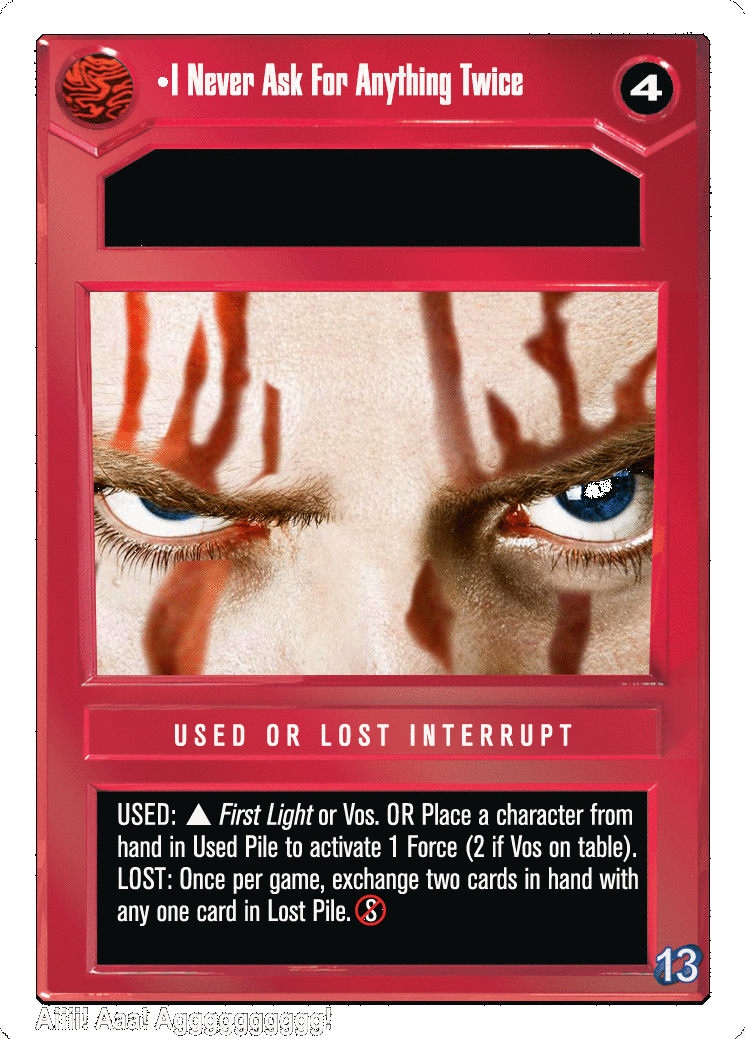 •I Never Ask For Anything Twice
4
USED OR LOST INTERRUPT
USED: ▲ First Light or Vos. OR Place a character from
hand in Used Pile to activate 1 Force (2 if Vos on table).
LOST: Once per game, exchange two cards in hand with
any one card in Lost Pile. S
13